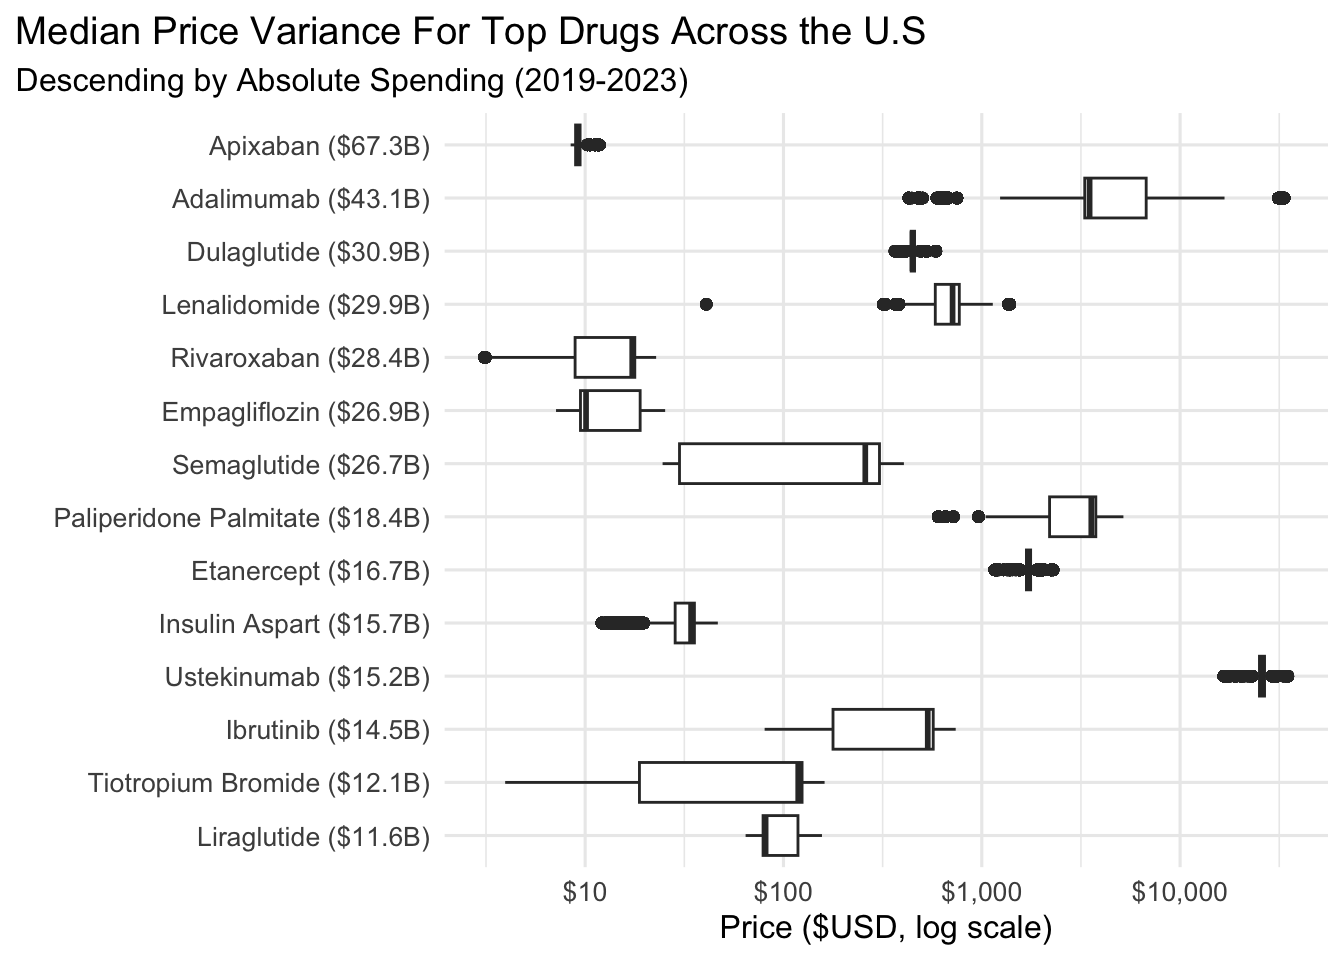 Median Price Variance For Top Drugs Across the U.S
Descending by Absolute Spending (2019-2023)
Apixaban ($67.3B)
Adalimumab ($43.1B)
Dulaglutide ($30.9B)
Lenalidomide ($29.9B)
Rivaroxaban ($28.4B)
Empagliflozin ($26.9B)
Semaglutide ($26.7B)
Paliperidone Palmitate ($18.4B)
Etanercept ($16.7B)
Insulin Aspart ($15.7B)
Ustekinumab ($15.2B)
Ibrutinib ($14.5B)
Tiotropium Bromide ($12.1B)
Liraglutide ($11.6B)
$10 $100 $1,000 $10,000
Price ($USD, log scale)